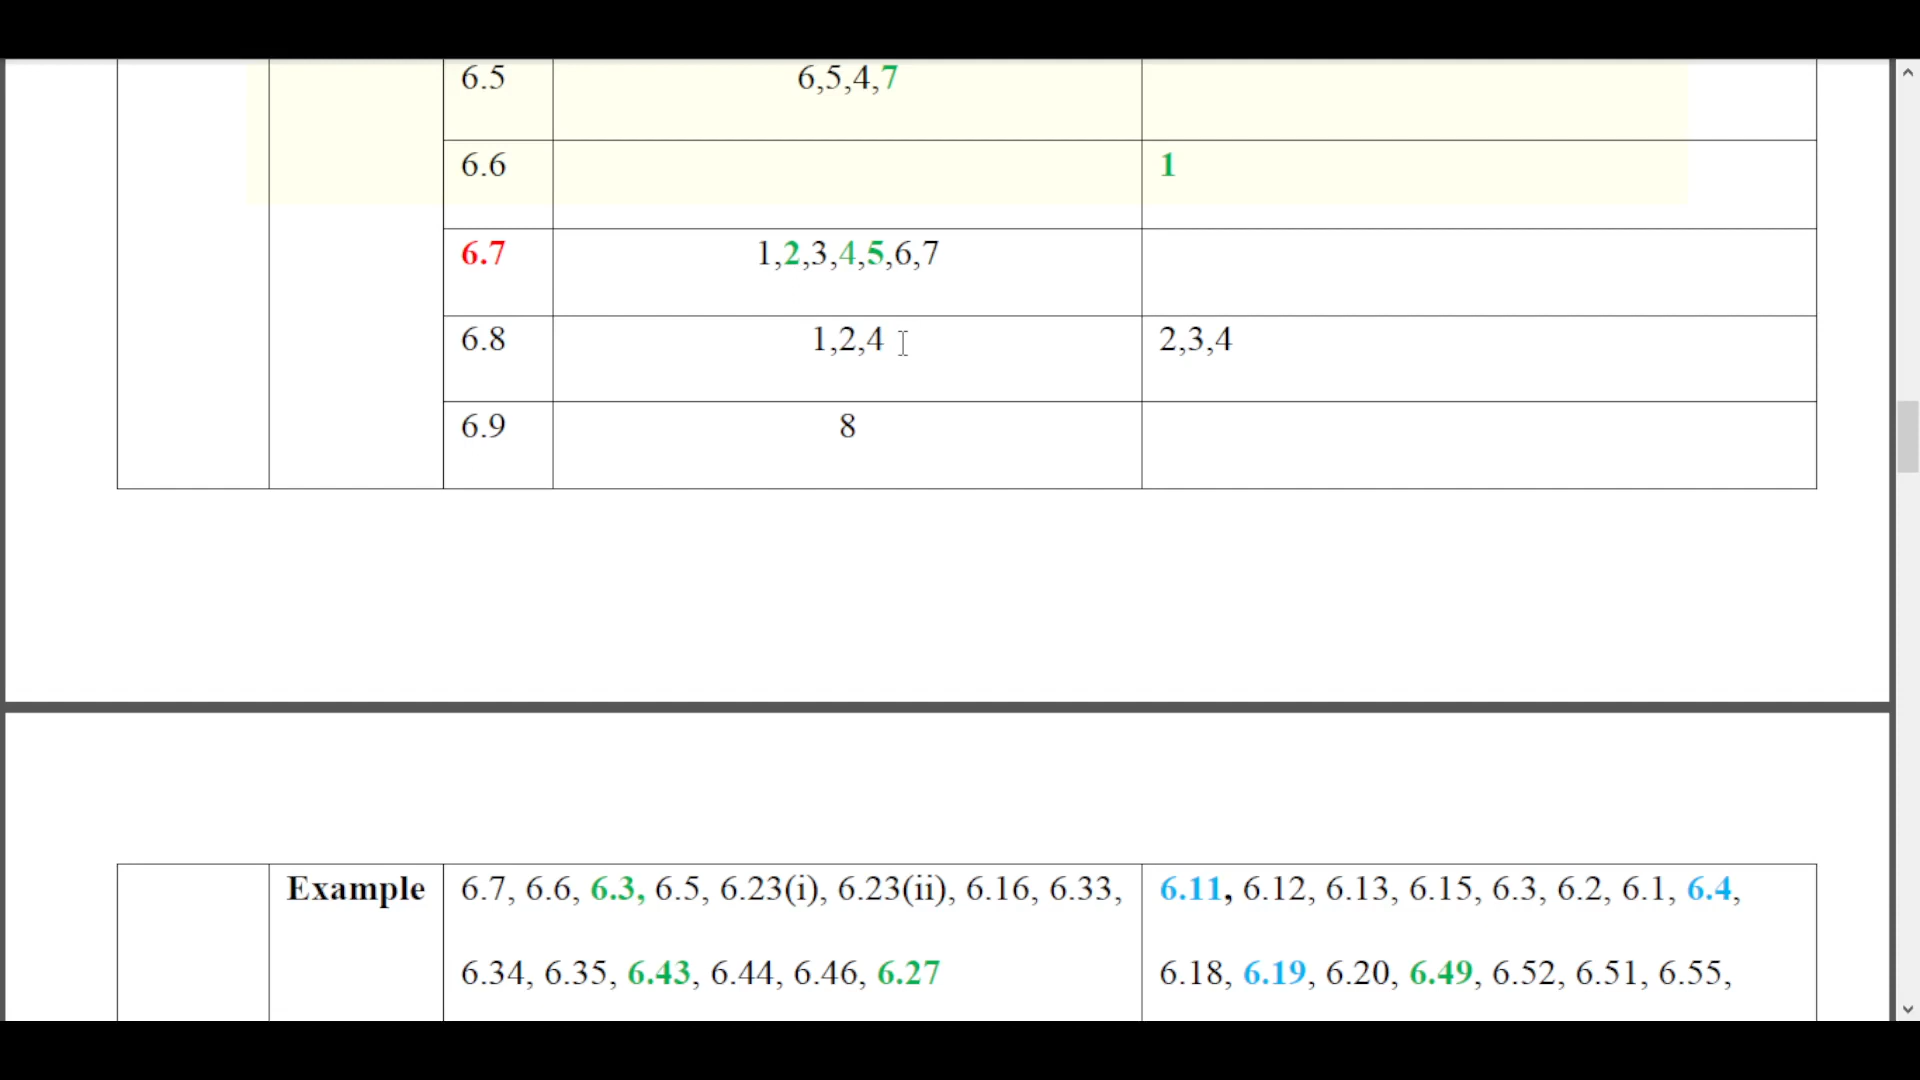 6.5 6,5,4,7
6.6 1
6.7 1,2,3,4,5,6,7
6.8 1,2,4 2,3,4
6.9 8
Example 6.7, 6.6, 6.3, 6.5, 6.23(i), 6.23(ii), 6.16, 6.33,
6.34, 6.35, 6.43, 6.44, 6.46, 6.27
6.11, 6.12, 6.13, 6.15, 6.3, 6.2, 6.1, 6.4,
6.18, 6.19, 6.20, 6.49, 6.52, 6.51, 6.55,